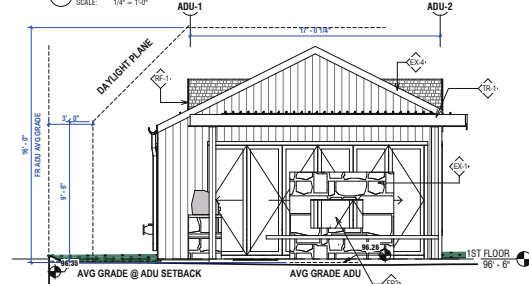 SCALE: 1/4" = 1'-0"
ADU-1
ADU-2
17' - 0 1/4"
DAYLIGHT PLANE
EX-4
RF-1
TR-1
3' - 0"
16' - 0"
FR ADU AVG GRADE
9' - 6"
EX-1
96.26
1ST FLOOR
96' - 6"
96.35
AVG GRADE @ ADU SETBACK
AVG GRADE ADU